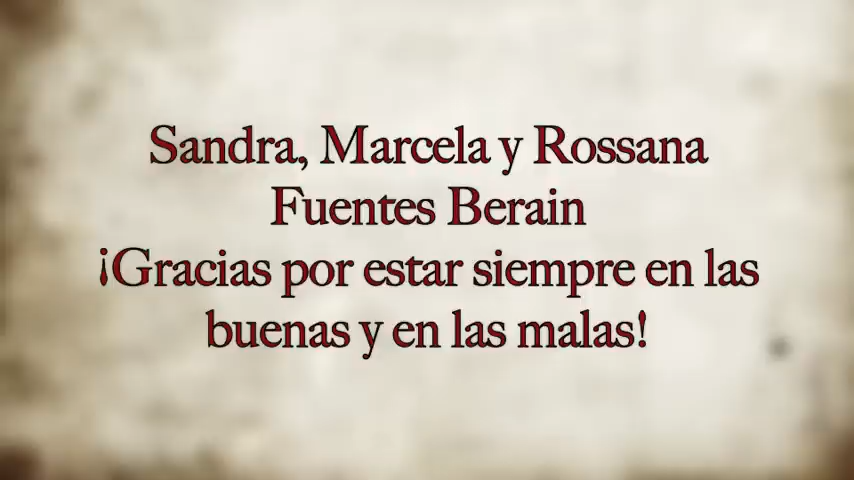 Sandra, Marcela y Rossana
Fuentes Berain
¡Gracias por estar siempre en las
buenas y en las malas!